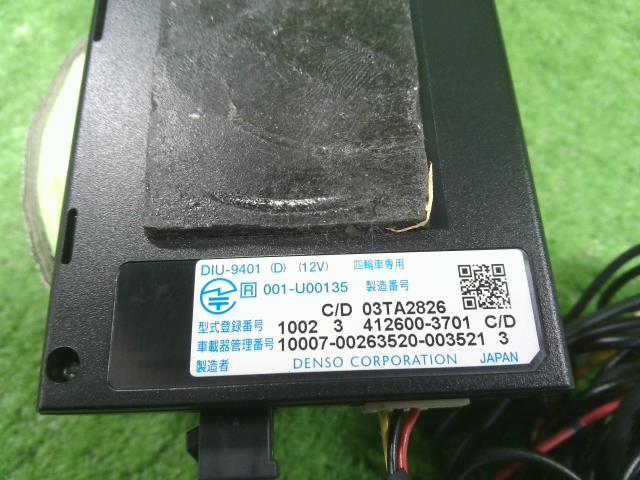 DIU-9401 (D) (12V) 四輪車専用
R 001-U00135 製造番号
C/D 03TA2826
型式登録番号 1002 3 412600-3701 C/D
車載器管理番号 10007-00263520-003521 3
製造者 DENSO CORPORATION JAPAN